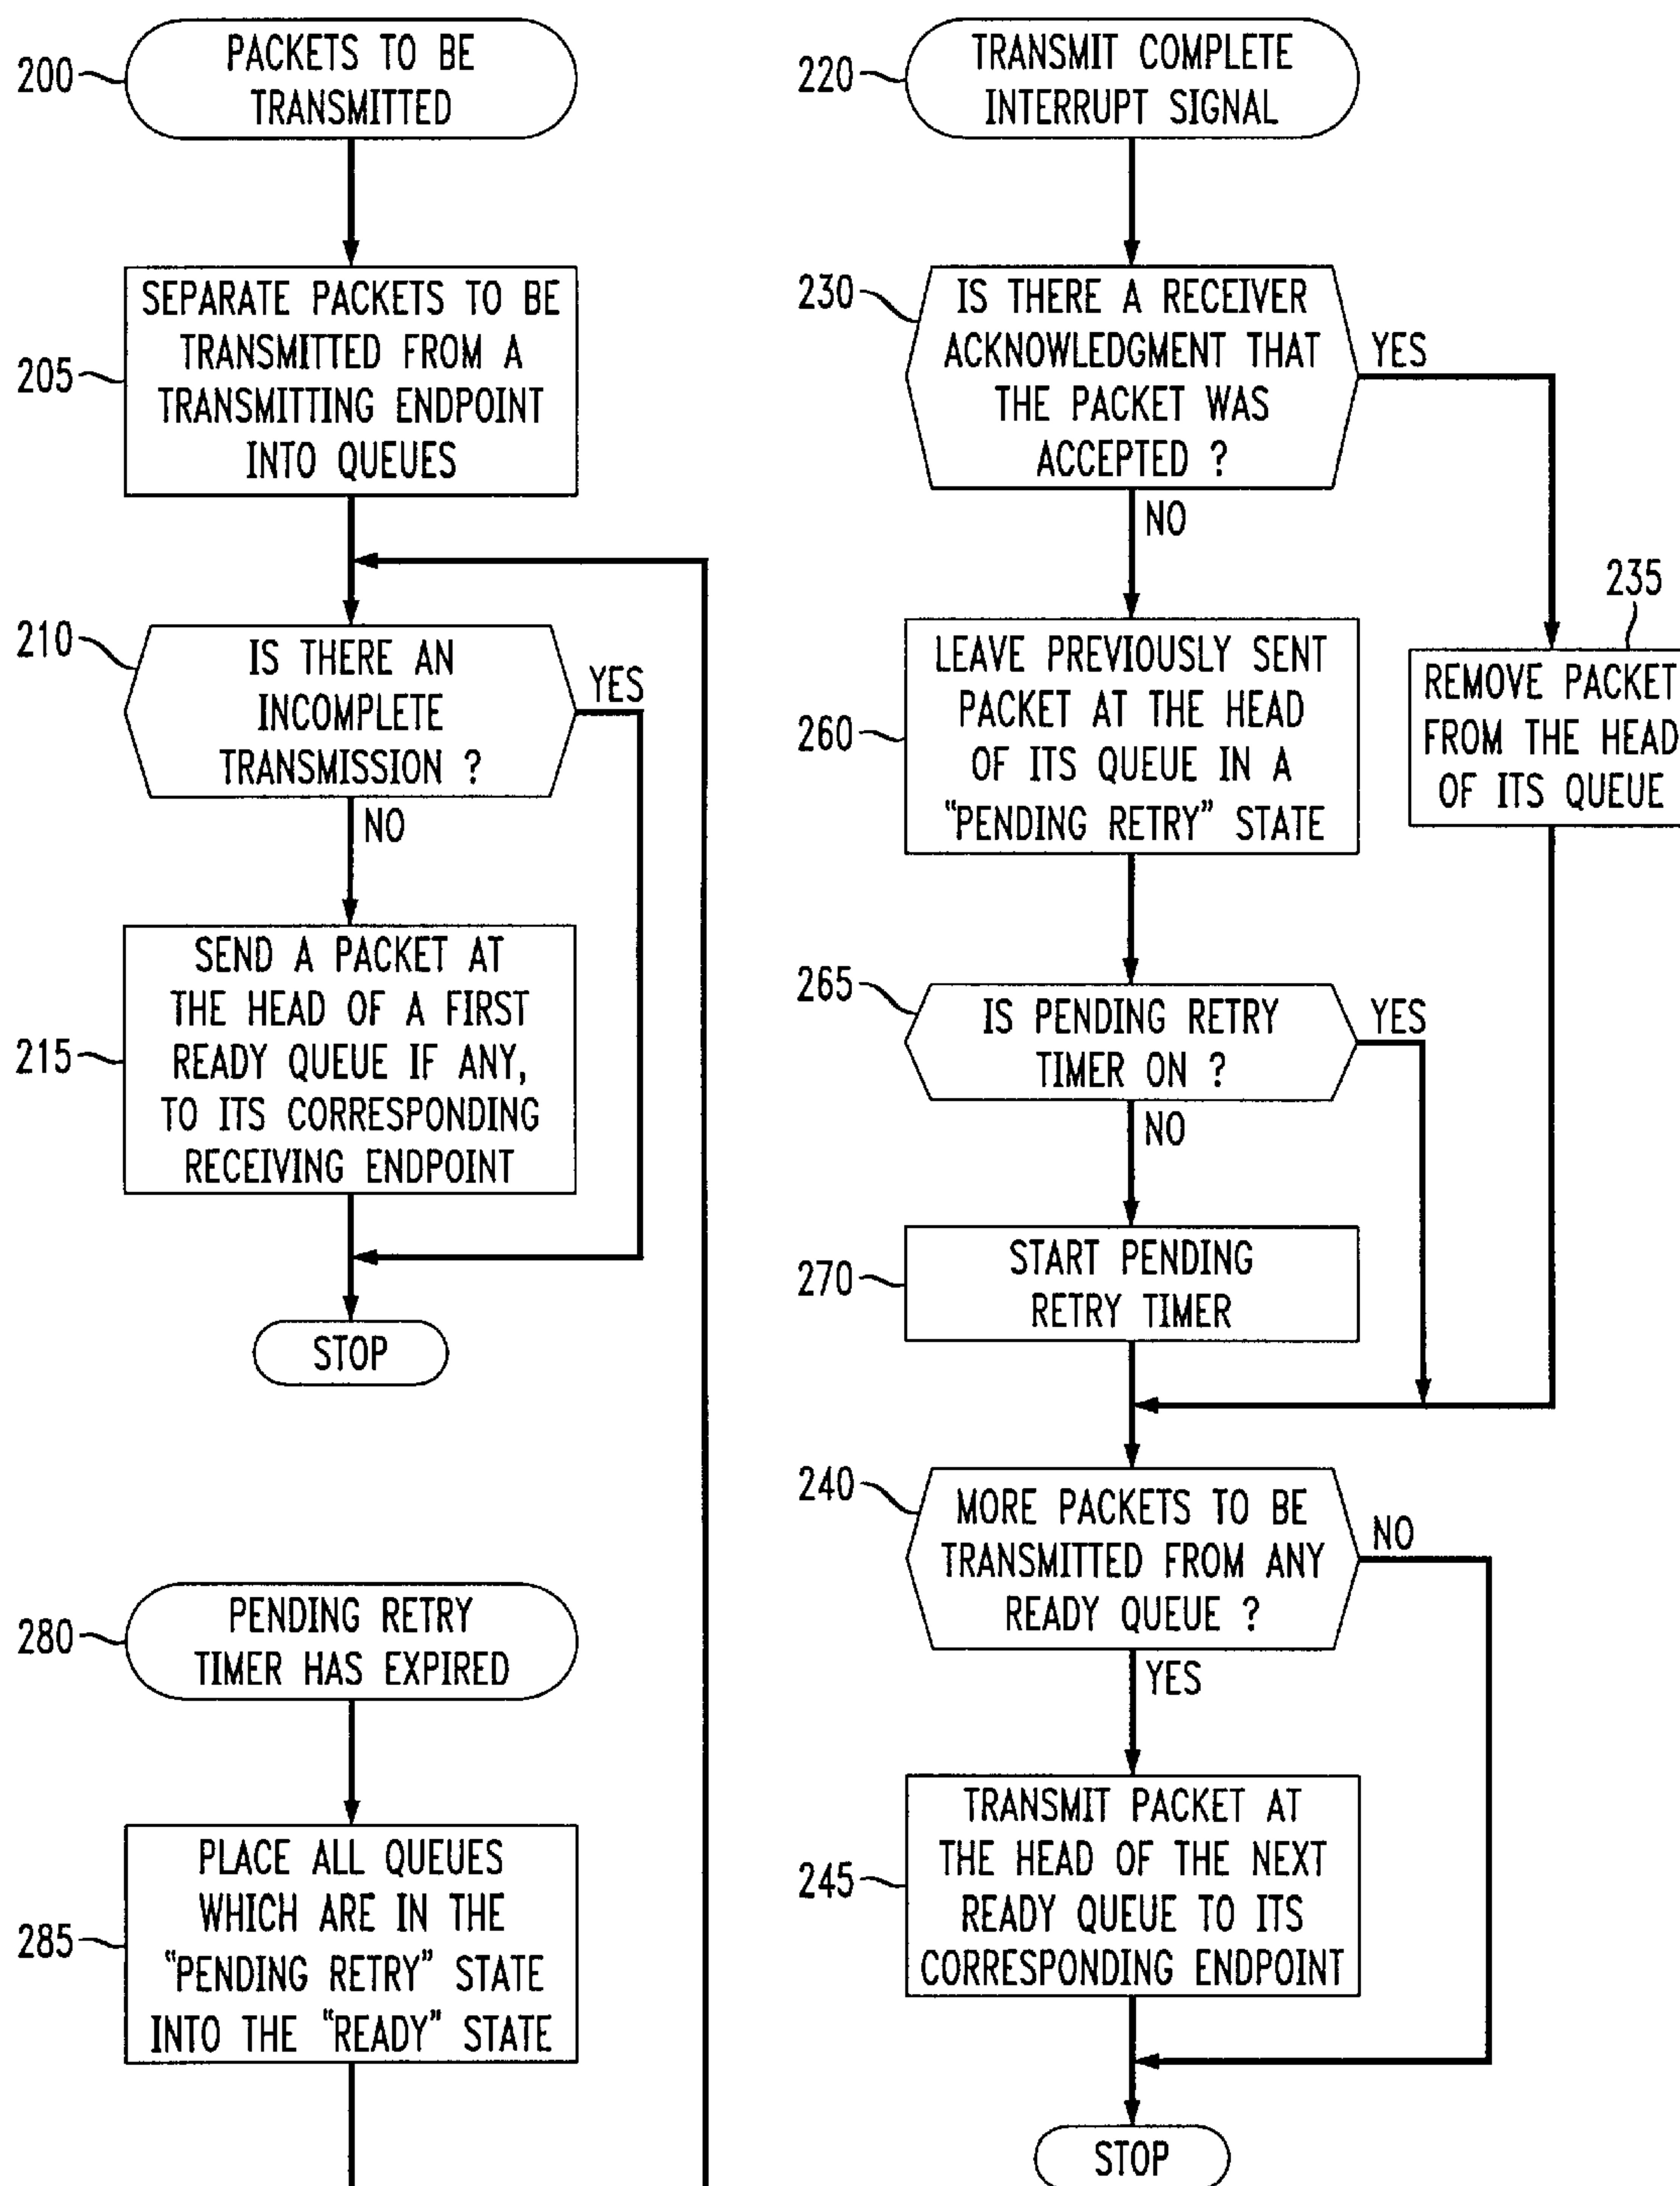 200
PACKETS TO BE
TRANSMITTED
205
SEPARATE PACKETS TO BE
TRANSMITTED FROM A
TRANSMITTING ENDPOINT
INTO QUEUES
210
IS THERE AN
INCOMPLETE
TRANSMISSION ?
YES
NO
215
SEND A PACKET AT
THE HEAD OF A FIRST
READY QUEUE IF ANY,
TO ITS CORRESPONDING
RECEIVING ENDPOINT
STOP
280
PENDING RETRY
TIMER HAS EXPIRED
285
PLACE ALL QUEUES
WHICH ARE IN THE
"PENDING RETRY" STATE
INTO THE "READY" STATE
220
TRANSMIT COMPLETE
INTERRUPT SIGNAL
230
IS THERE A RECEIVER
ACKNOWLEDGMENT THAT
THE PACKET WAS
ACCEPTED ?
YES
NO
235
REMOVE PACKET
FROM THE HEAD
OF ITS QUEUE
260
LEAVE PREVIOUSLY SENT
PACKET AT THE HEAD
OF ITS QUEUE IN A
"PENDING RETRY" STATE
265
IS PENDING RETRY
TIMER ON ?
YES
NO
270
START PENDING
RETRY TIMER
240
MORE PACKETS TO BE
TRANSMITTED FROM ANY
READY QUEUE ?
NO
YES
245
TRANSMIT PACKET AT
THE HEAD OF THE NEXT
READY QUEUE TO ITS
CORRESPONDING ENDPOINT
STOP